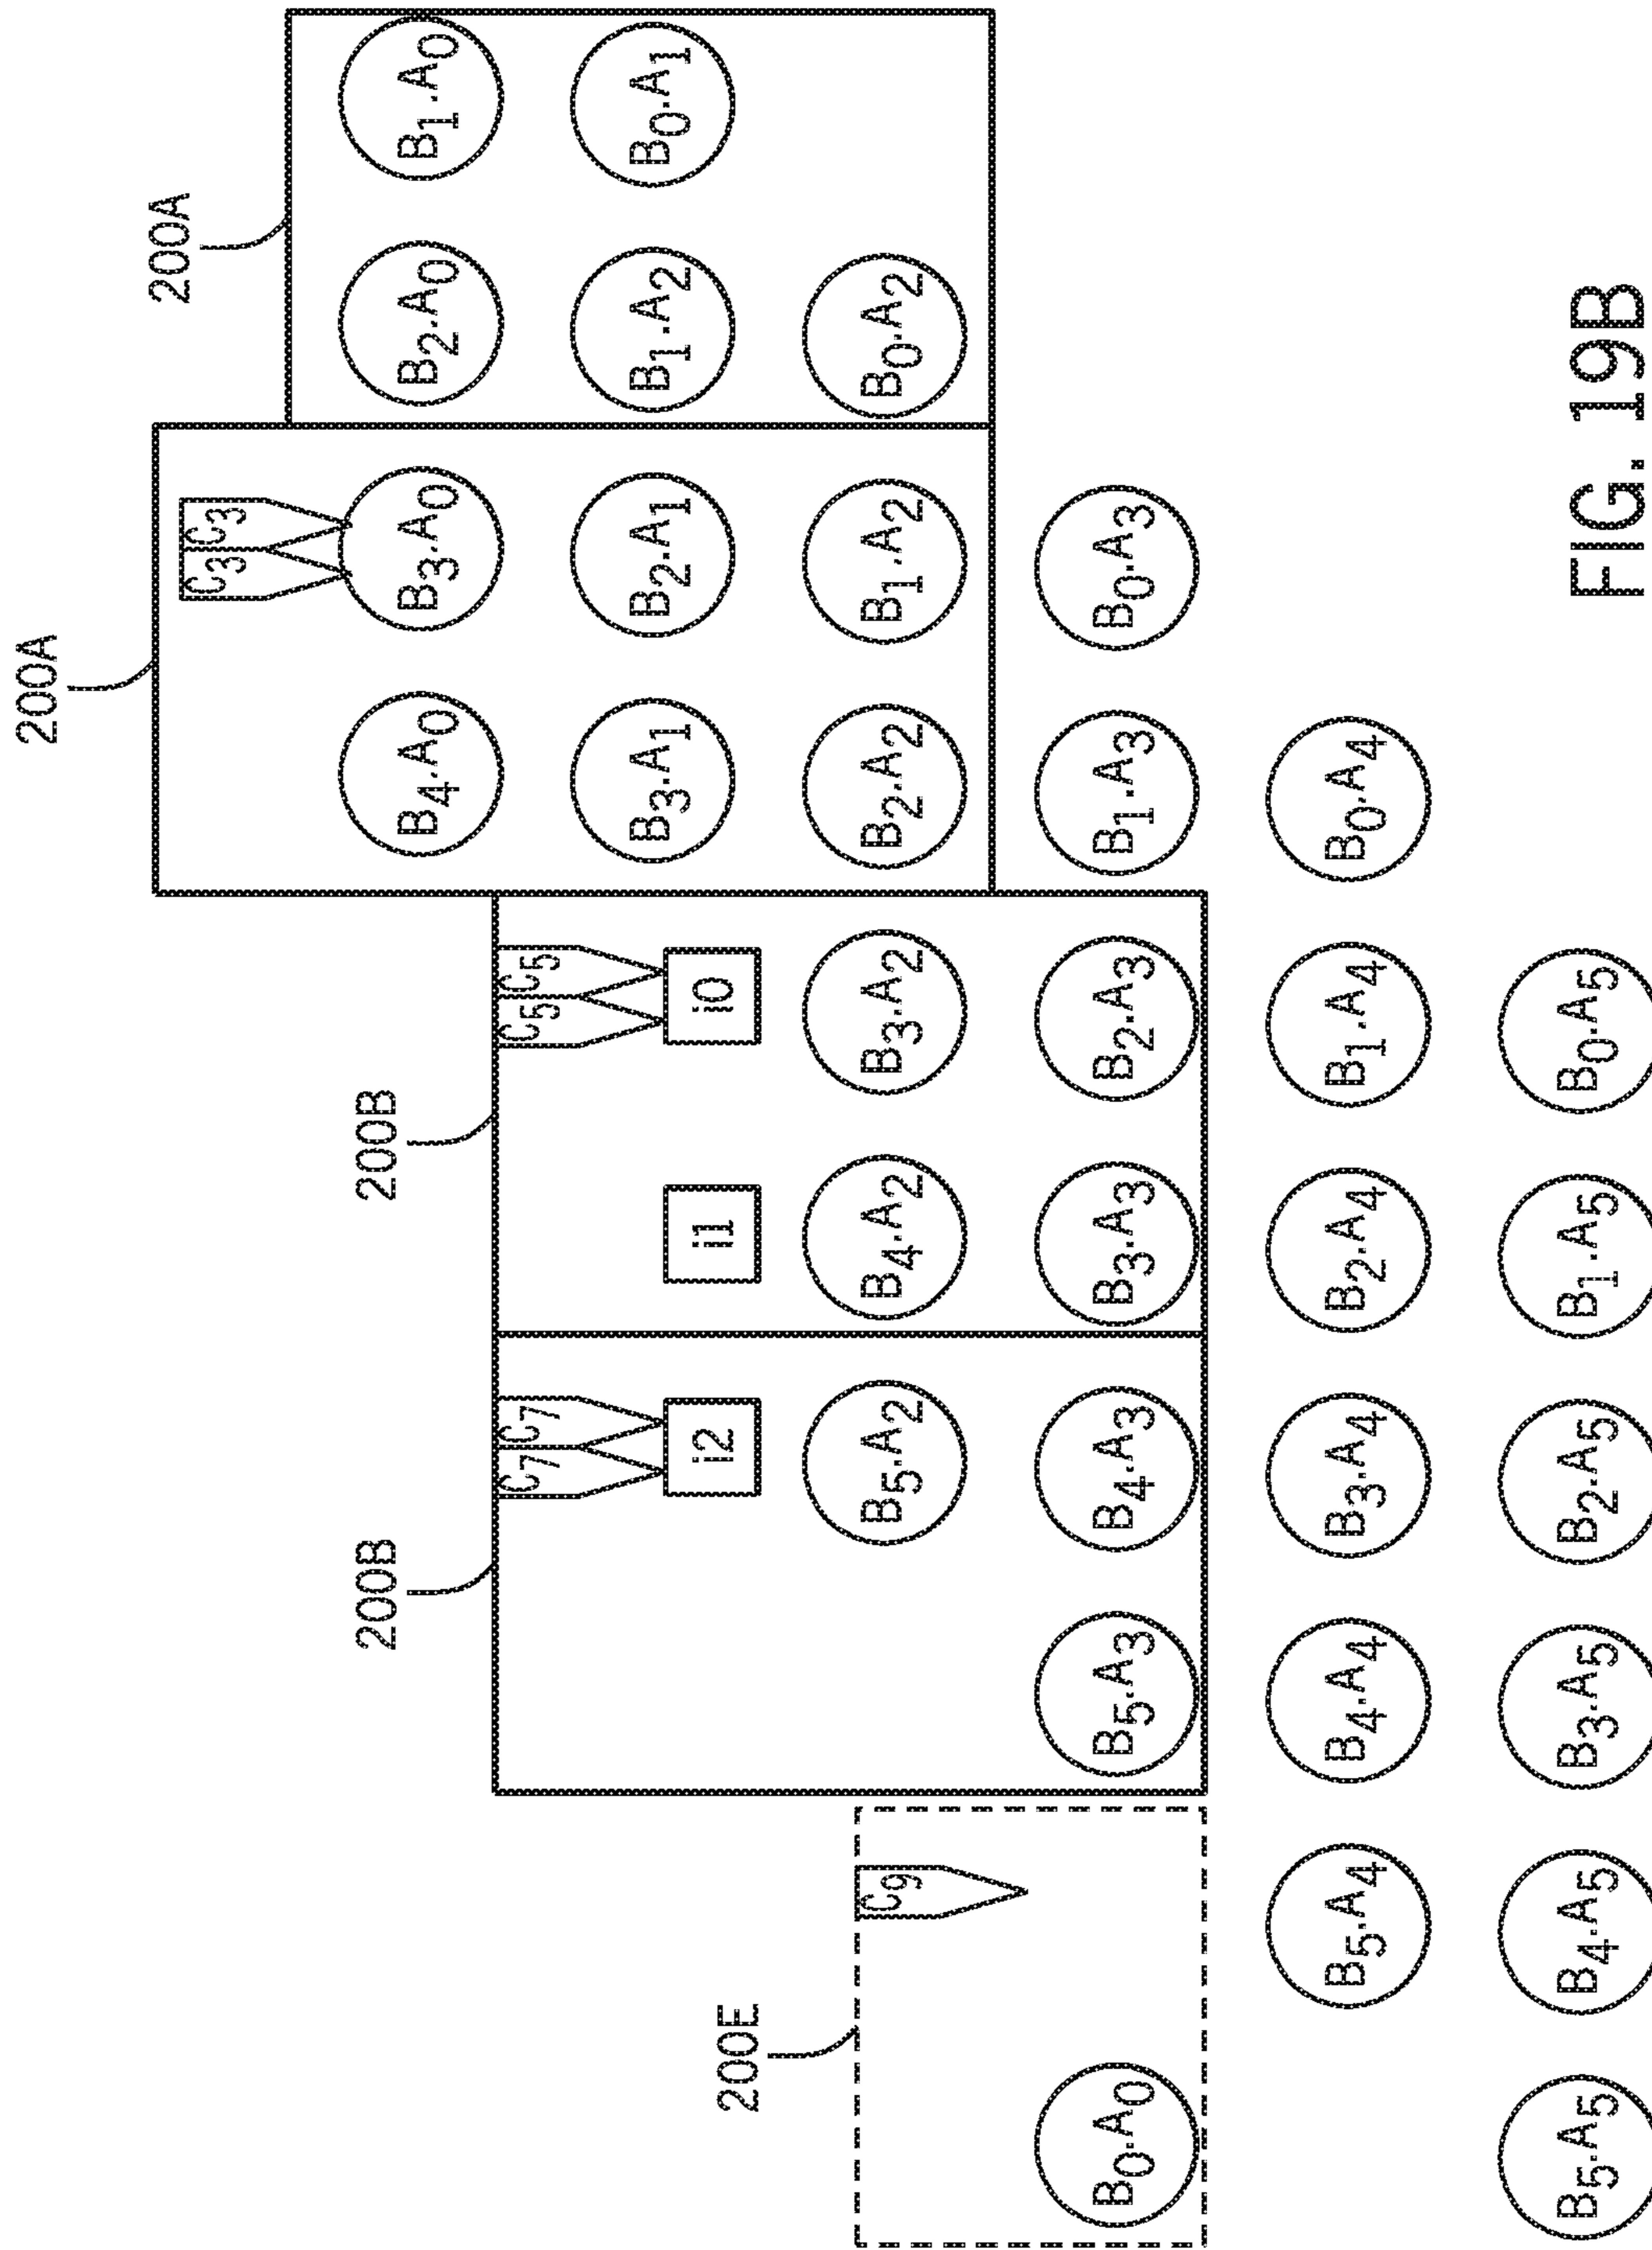 200A
200A
C3 C3
200B 200B
B4·A0 B3·A0 B2·A0 B1·A0
C7 C7 C5 C5
B3·A1 B2·A1 B1·A2 B0·A1
i2 i1 i0
200E
C9 B5·A2 B4·A2 B3·A2 B2·A2 B1·A2 B0·A2
B0·A0 B5·A3 B4·A3 B3·A3 B2·A3 B1·A3 B0·A3
B5·A4 B4·A4 B3·A4 B2·A4 B1·A4 B0·A4
B5·A5 B4·A5 B3·A5 B2·A5 B1·A5 B0·A5
FIG. 19B